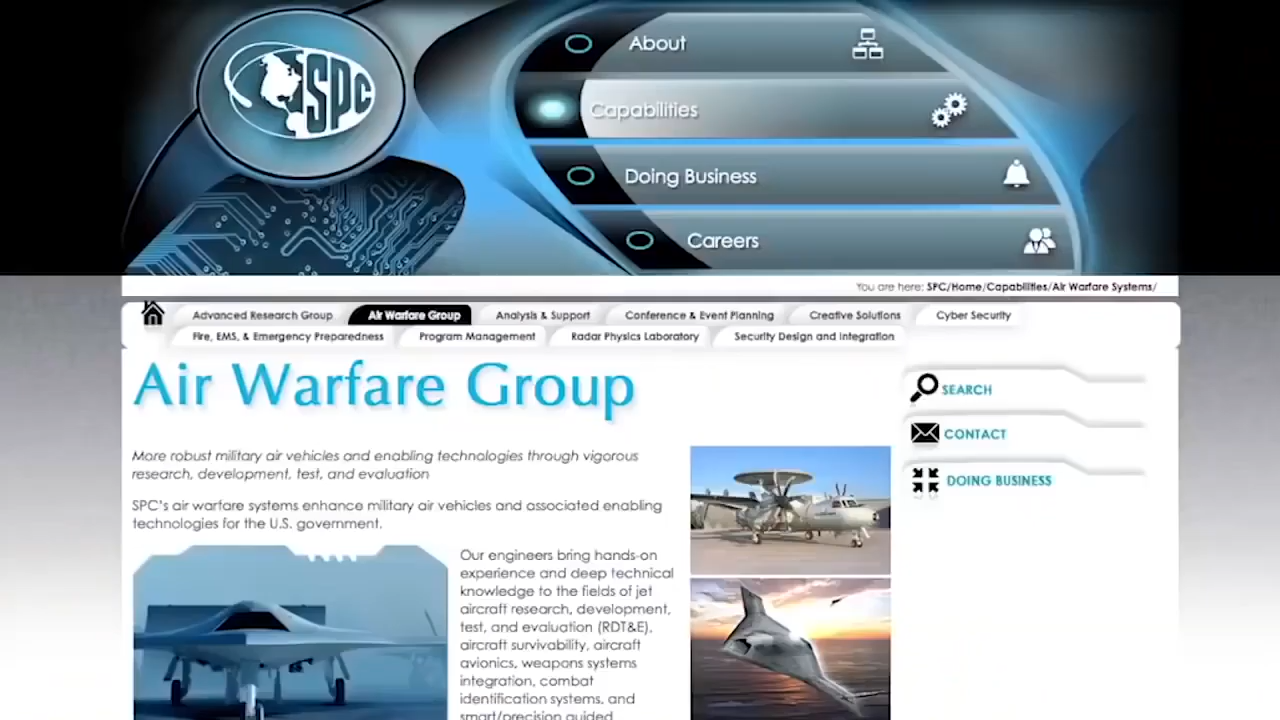 SPC
About
Capabilities
Doing Business
Careers
You are here: SPC/Home/Capabilities/Air Warfare Systems/
Advanced Research Group Air Warfare Group Analysis & Support Conference & Event Planning Creative Solutions Cyber Security
Fire, EMS, & Emergency Preparedness Program Management Radar Physics Laboratory Security Design and Integration
Air Warfare Group
SEARCH
CONTACT
DOING BUSINESS
More robust military air vehicles and enabling technologies through vigorous
research, development, test, and evaluation
SPC's air warfare systems enhance military air vehicles and associated enabling
technologies for the U.S. government.
Our engineers bring hands-on
experience and deep technical
knowledge to the fields of jet
aircraft research, development,
test, and evaluation (RDT&E),
aircraft survivability, aircraft
avionics, weapons systems
integration, combat
identification systems, and
smart/precision guided